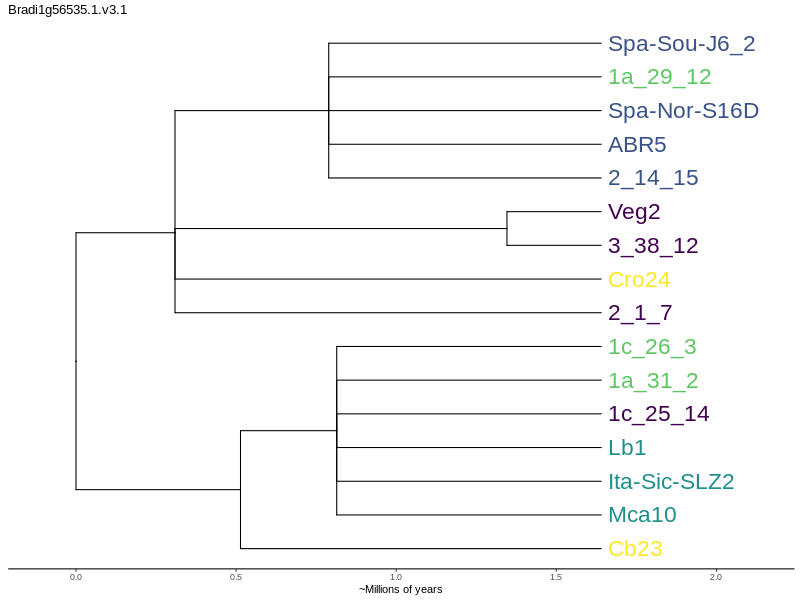 Bradi1g56535.1.v3.1
Spa-Sou-J6_2
1a_29_12
Spa-Nor-S16D
ABR5
2_14_15
Veg2
3_38_12
Cro24
2_1_7
1c_26_3
1a_31_2
1c_25_14
Lb1
Ita-Sic-SLZ2
Mca10
Cb23
0.0 0.5 1.0 1.5 2.0
~Millions of years